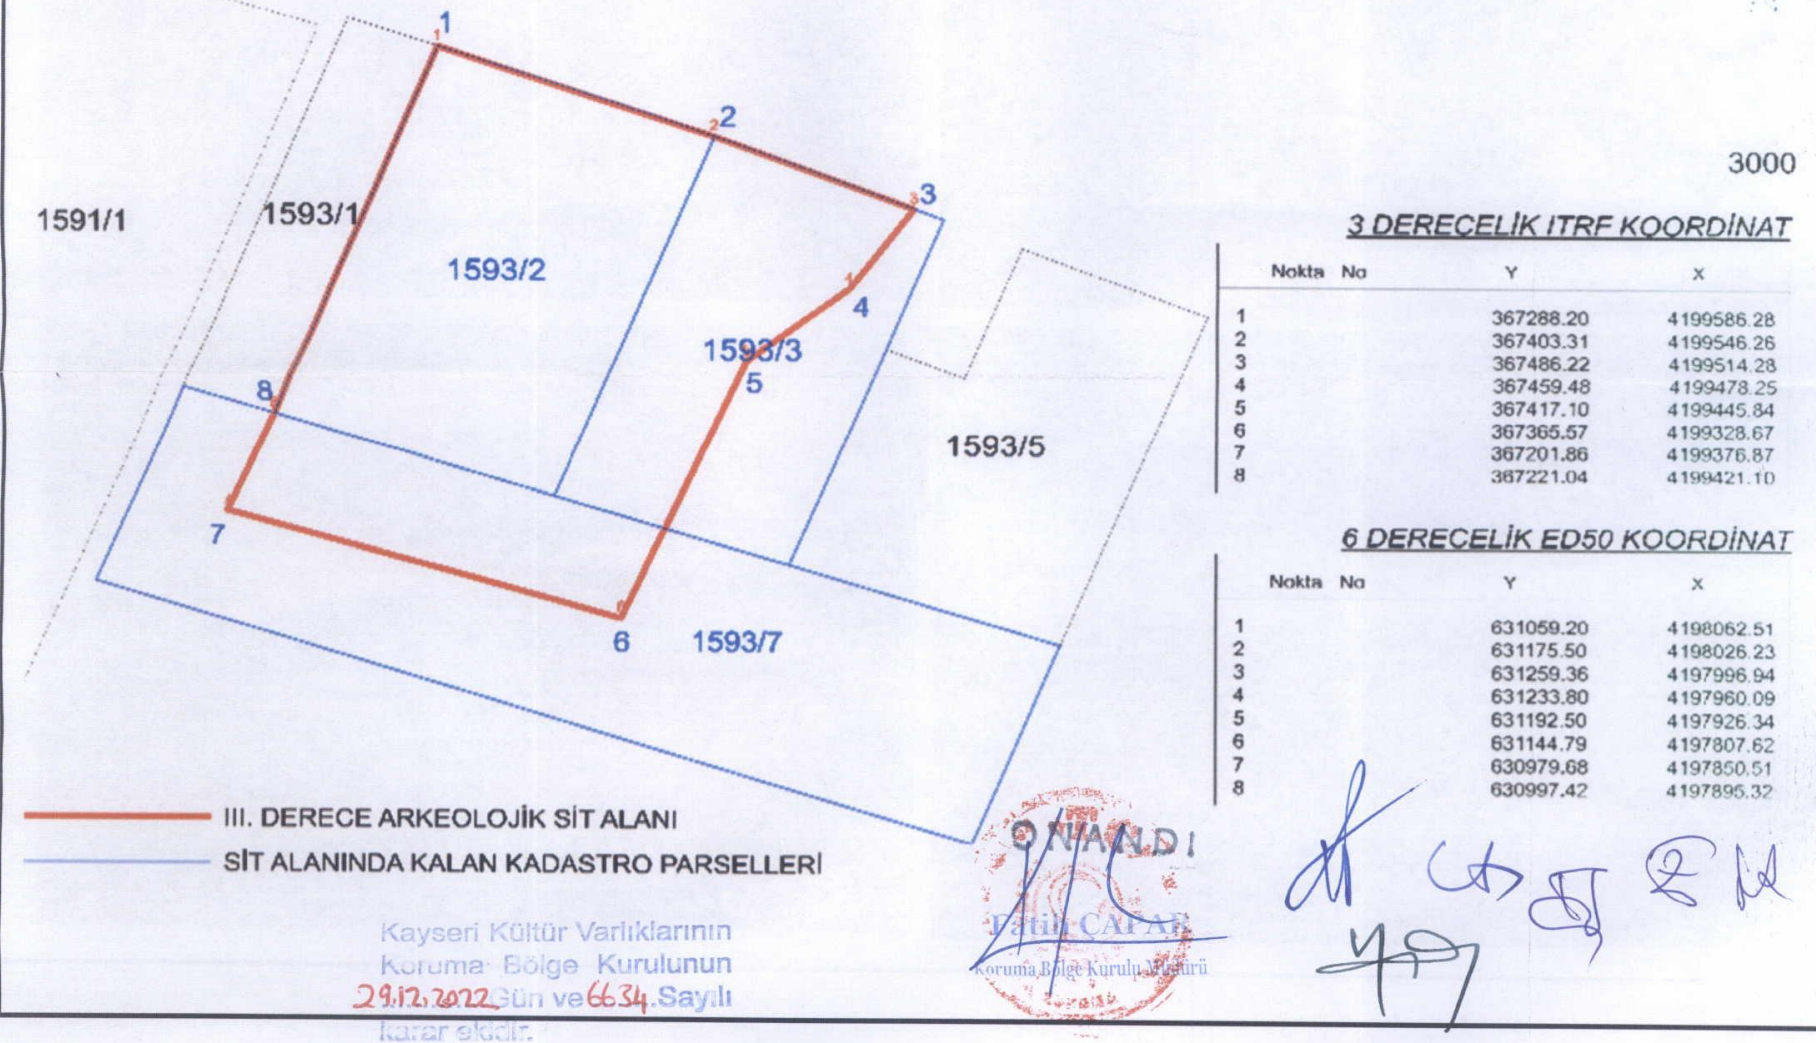 1
1
2
2
3
3
3000
1591/1
1593/1
1593/2
4
1593/3
5
8
1593/5
7
6
1593/7
3 DERECELİK ITRF KOORDİNAT
Nokta No Y X
1 367288.20 4199586.28
2 367403.31 4199546.26
3 367486.22 4199514.28
4 367459.48 4199478.25
5 367417.10 4199445.84
6 367365.57 4199328.67
7 367201.86 4199376.87
8 367221.04 4199421.10
6 DERECELİK ED50 KOORDİNAT
Nokta No Y X
1 631059.20 4198062.51
2 631175.50 4198026.23
3 631259.36 4197996.94
4 631233.80 4197960.09
5 631192.50 4197926.34
6 631144.79 4197807.62
7 630979.68 4197850.51
8 630997.42 4197895.32
III. DERECE ARKEOLOJİK SİT ALANI
SİT ALANINDA KALAN KADASTRO PARSELLERİ
ONANDI
Fatih ÇAPAR
Koruma Bölge Kurulu Müdürü
Kayseri Kültür Varlıklarının
Koruma Bölge Kurulunun
29.12.2022 Gün ve 6634 Sayılı
karar ekidir.